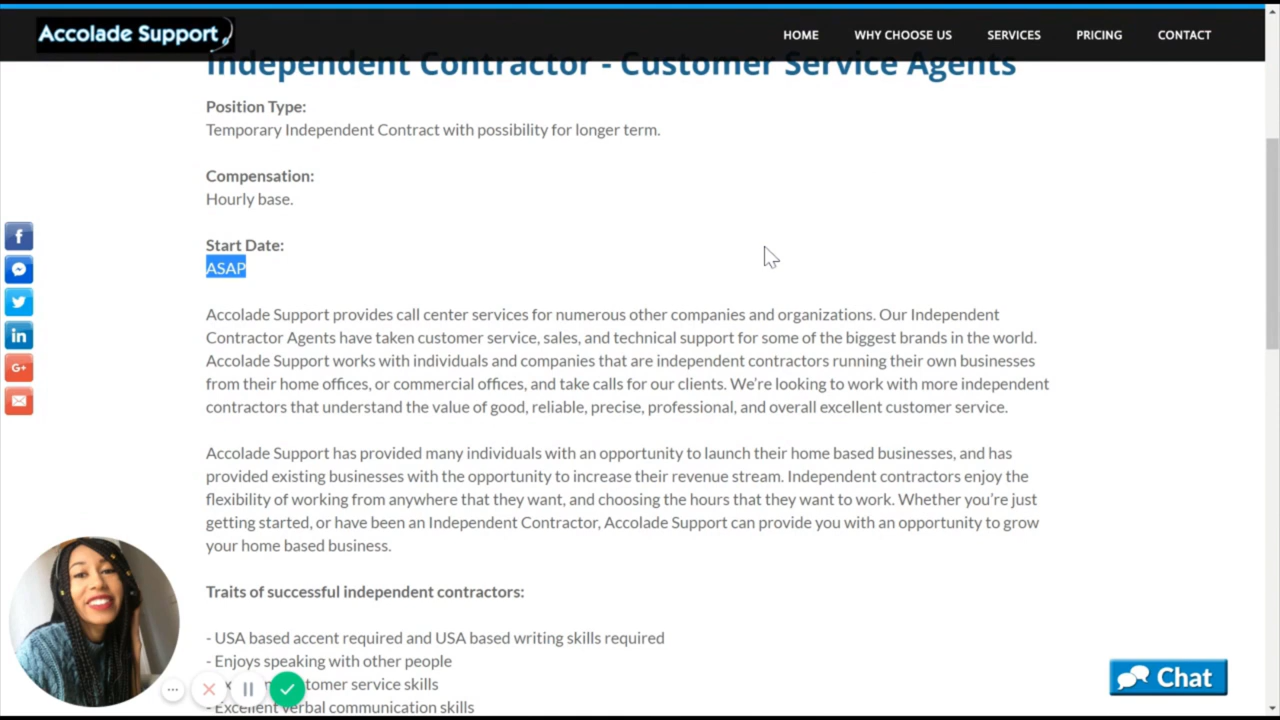 Accolade Support
HOME
WHY CHOOSE US
SERVICES
PRICING
CONTACT
Independent Contractor - Customer Service Agents
Position Type:
Temporary Independent Contract with possibility for longer term.
Compensation:
Hourly base.
Start Date:
ASAP
Accolade Support provides call center services for numerous other companies and organizations. Our Independent
Contractor Agents have taken customer service, sales, and technical support for some of the biggest brands in the world.
Accolade Support works with individuals and companies that are independent contractors running their own businesses
from their home offices, or commercial offices, and take calls for our clients. We're looking to work with more independent
contractors that understand the value of good, reliable, precise, professional, and overall excellent customer service.
Accolade Support has provided many individuals with an opportunity to launch their home based businesses, and has
provided existing businesses with the opportunity to increase their revenue stream. Independent contractors enjoy the
flexibility of working from anywhere that they want, and choosing the hours that they want to work. Whether you're just
getting started, or have been an Independent Contractor, Accolade Support can provide you with an opportunity to grow
your home based business.
Traits of successful independent contractors:
- USA based accent required and USA based writing skills required
- Enjoys speaking with other people
customer service skills
- Excellent verbal communication skills
Chat